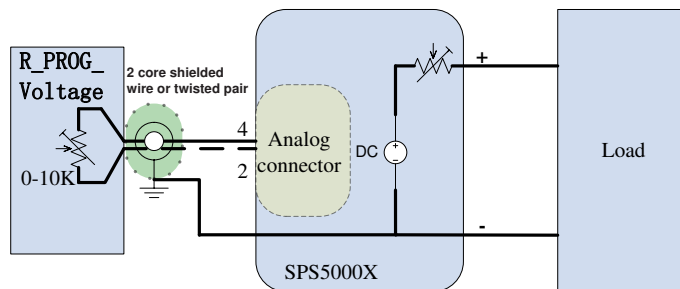 R_PROG_
Voltage
0-10K
2 core shielded
wire or twisted pair
4
2
Analog
connector
DC
+
-
SPS5000X
Load